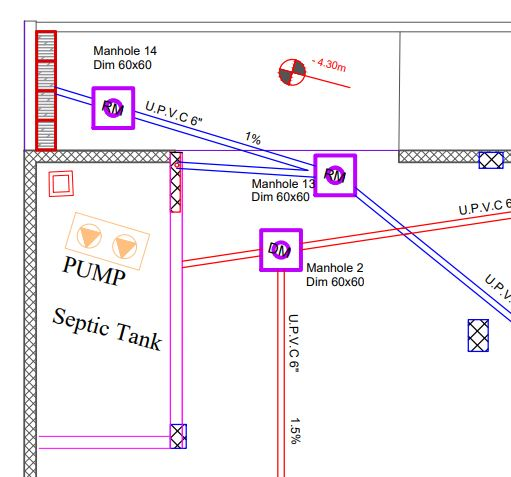 Manhole 14
Dim 60x60
- 4.30m
RM
U.P.V.C 6"
1%
Manhole 13
Dim 60x60
RM
U.P.V.C 6
DM
Manhole 2
Dim 60x60
PUMP
Septic Tank
U.P.V.C 6"
1.5%
U.P.V